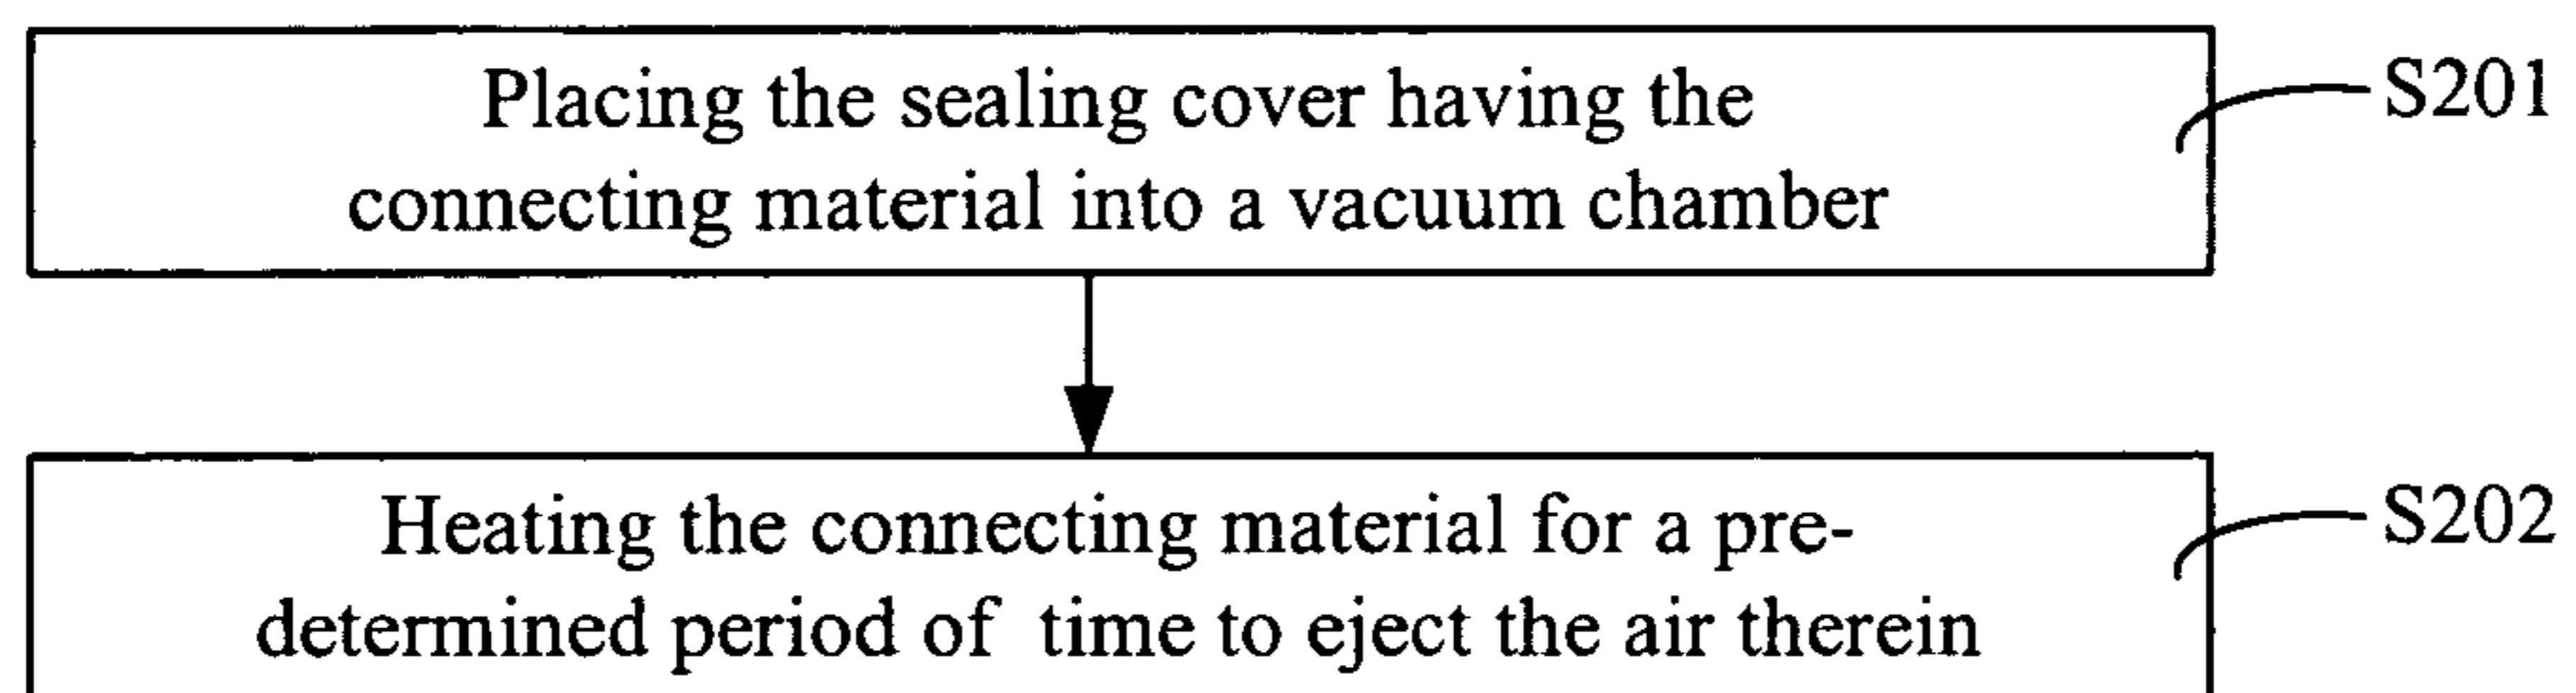 Placing the sealing cover having the
connecting material into a vacuum chamber
S201
Heating the connecting material for a pre-
determined period of time to eject the air therein
S202